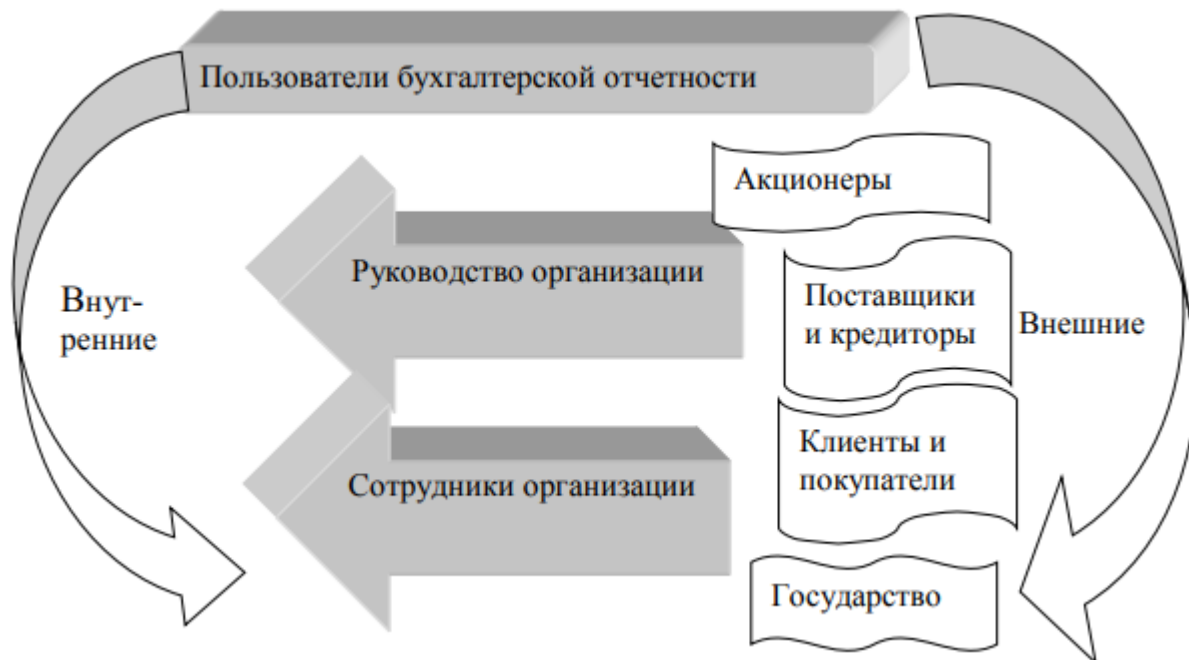 Пользователи бухгалтерской отчетности
Внут-
ренние
Руководство организации
Сотрудники организации
Акционеры
Поставщики
и кредиторы
Клиенты и
покупатели
Государство
Внешние